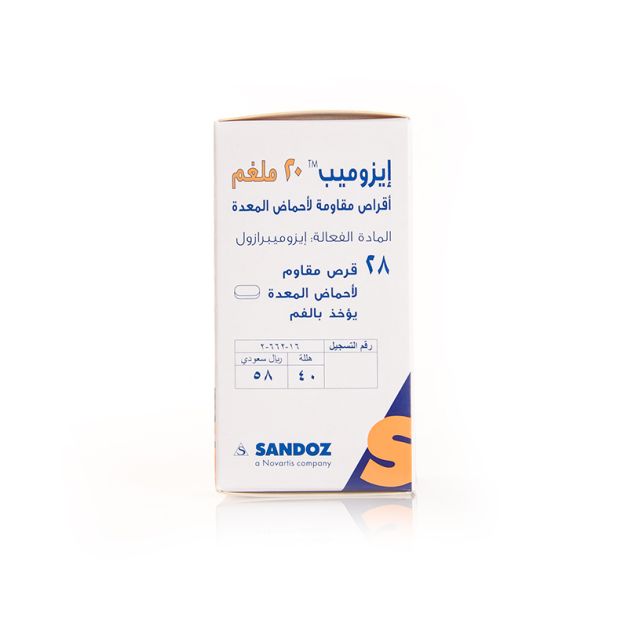 إيزوميب™ ٢٠ ملغم
أقراص مقاومة لأحماض المعدة
المادة الفعالة: إيزوميبرازول
٢٨ قرص مقاوم
لأحماض المعدة
يؤخذ بالفم
رقم التسجيل ١٦-٦٦٢-٢
هللة ريال سعودي
٤٠ ٥٨
S SANDOZ
a Novartis company
S